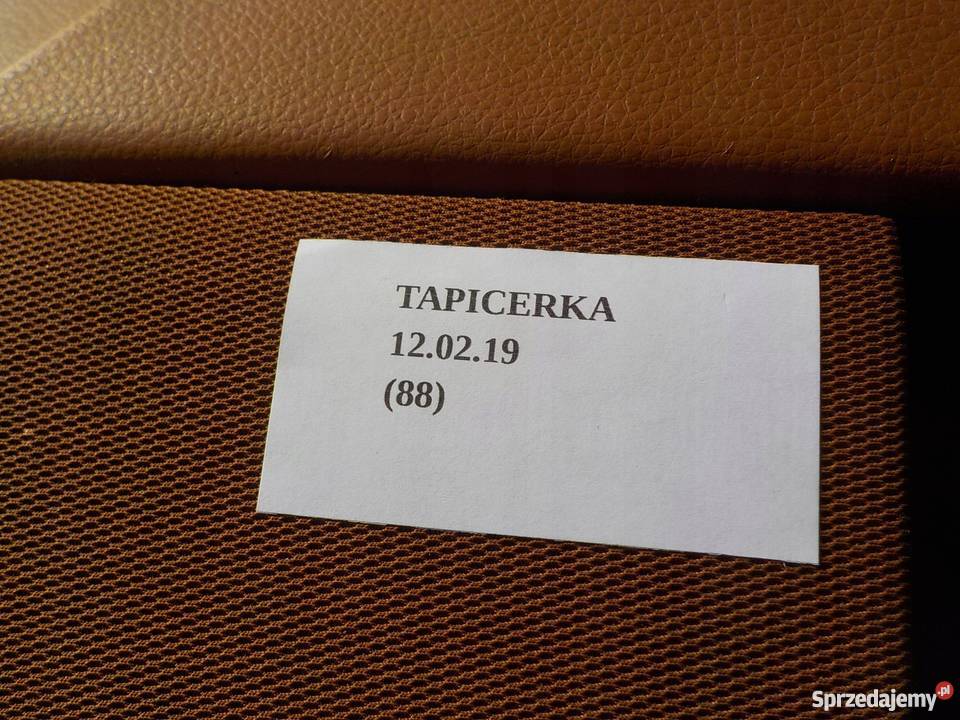 TAPICERKA
12.02.19
(88)
Sprzedajemy.pl